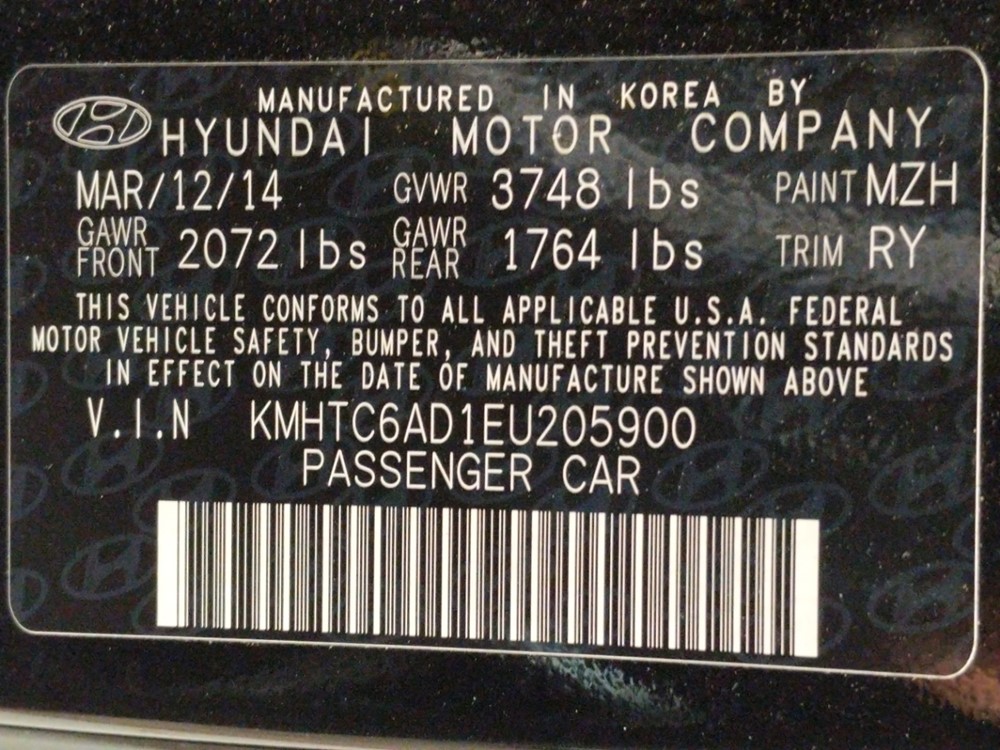 MANUFACTURED IN KOREA BY
HYUNDAI MOTOR COMPANY
MAR/12/14 GVWR 3748 lbs PAINT MZH
GAWR FRONT 2072 lbs GAWR REAR 1764 lbs TRIM RY
THIS VEHICLE CONFORMS TO ALL APPLICABLE U.S.A. FEDERAL
MOTOR VEHICLE SAFETY, BUMPER, AND THEFT PREVENTION STANDARDS
IN EFFECT ON THE DATE OF MANUFACTURE SHOWN ABOVE
V.I.N KMHTC6AD1EU205900
PASSENGER CAR